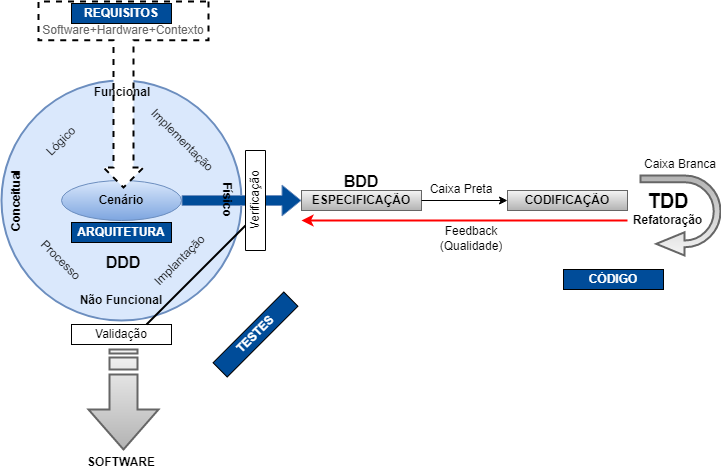 REQUISITOS
Software+Hardware+Contexto
Funcional
Lógico
Implementação
Conceitual
Físico
Cenário
ARQUITETURA
DDD
Processo
Implantação
Não Funcional
Verificação
Validação
SOFTWARE
TESTES
BDD
ESPECIFICAÇÃO
Caixa Preta
CODIFICAÇÃO
Feedback
(Qualidade)
Caixa Branca
TDD
Refatoração
CÓDIGO